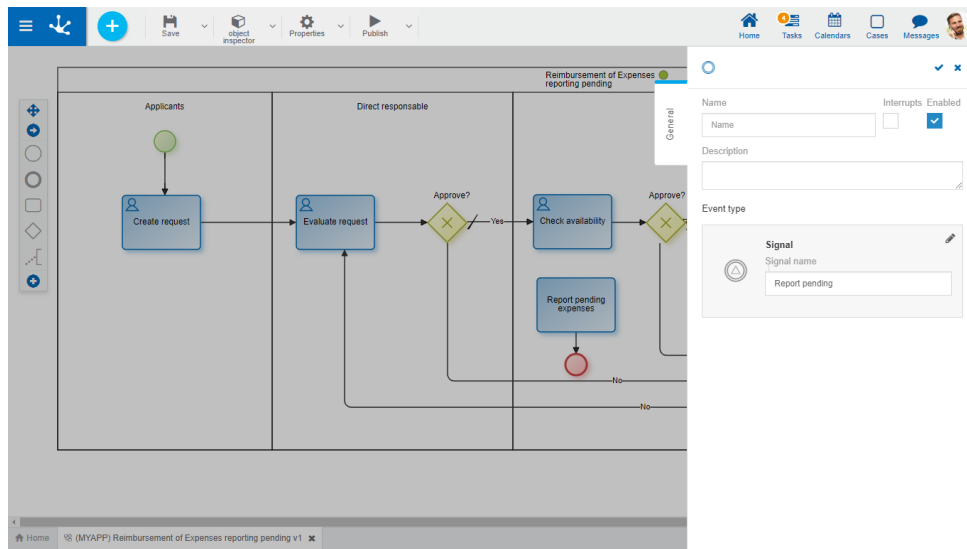 Save
object
inspector
Properties
Publish
Home
4
Tasks
Calendars
Cases
Messages
Reimbursement of Expenses
reporting pending
Applicants
Direct responsable
General
Name
Interrupts
Enabled
Name
Description
Event type
Signal
Signal name
Report pending
Create request
Evaluate request
Approve?
Yes
Check availability
Approve?
Report pending
expenses
No
No
Home
(MYAPP) Reimbursement of Expenses reporting pending v1